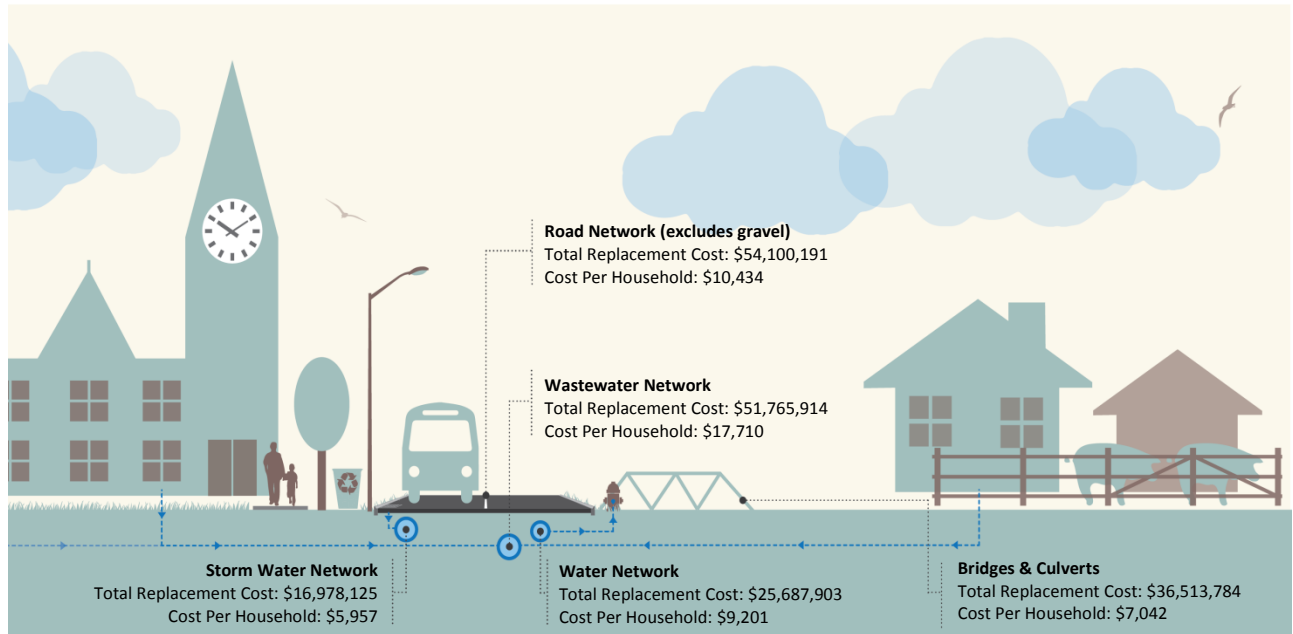 Road Network (excludes gravel)
Total Replacement Cost: $54,100,191
Cost Per Household: $10,434
Wastewater Network
Total Replacement Cost: $51,765,914
Cost Per Household: $17,710
Storm Water Network
Total Replacement Cost: $16,978,125
Cost Per Household: $5,957
Water Network
Total Replacement Cost: $25,687,903
Cost Per Household: $9,201
Bridges & Culverts
Total Replacement Cost: $36,513,784
Cost Per Household: $7,042